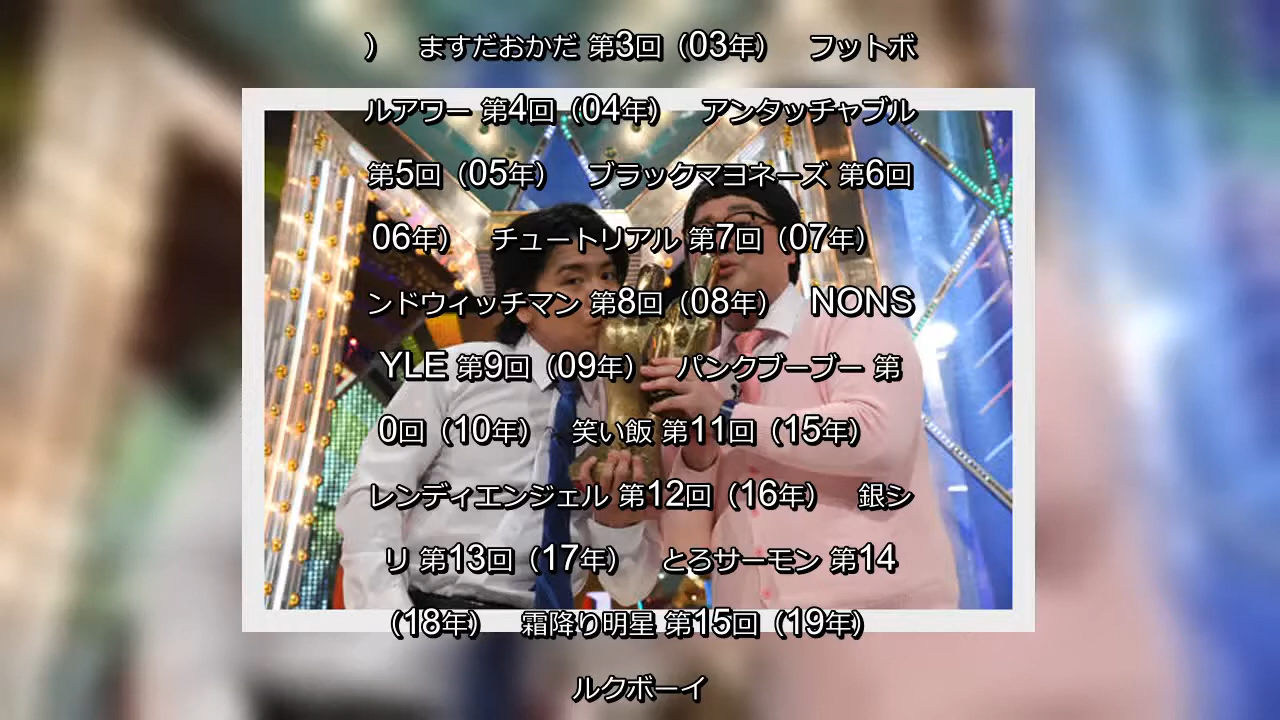 ） ますだおかだ 第3回（03年） フットボ
ルアワー 第4回（04年） アンタッチャブル
第5回（05年） ブラックマヨネーズ 第6回
06年） チュートリアル 第7回（07年）
ンドウィッチマン 第8回（08年） NONS
YLE 第9回（09年） パンクブーブー 第
0回（10年） 笑い飯 第11回（15年）
レンディエンジェル 第12回（16年） 銀シ
リ 第13回（17年） とろサーモン 第14
（18年） 霜降り明星 第15回（19年）
ルクボーイ